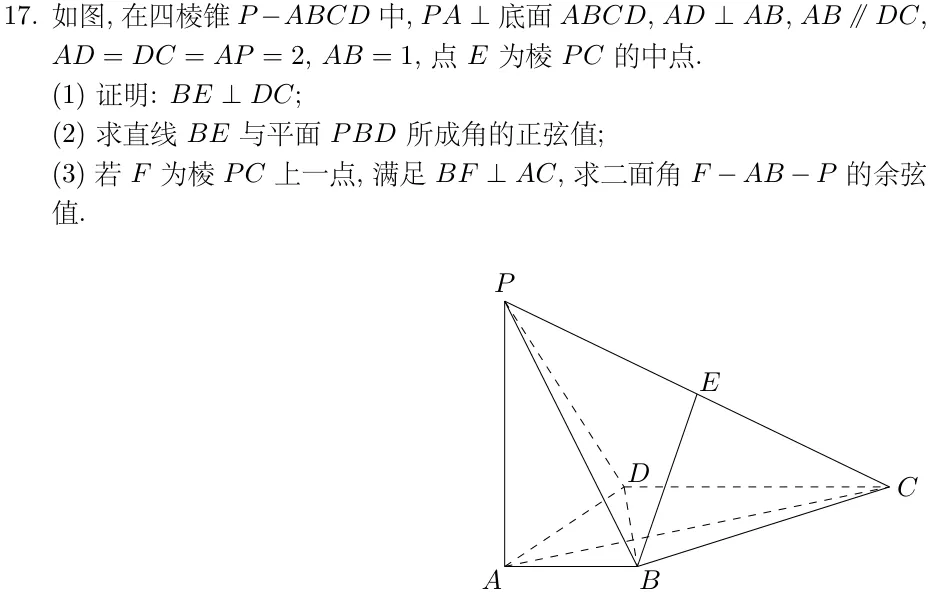 17. 如图, 在四棱锥 P−ABCD 中, PA ⊥ 底面 ABCD, AD ⊥ AB, AB ∥ DC,
AD = DC = AP = 2, AB = 1, 点 E 为棱 PC 的中点.
(1) 证明: BE ⊥ DC;
(2) 求直线 BE 与平面 PBD 所成角的正弦值;
(3) 若 F 为棱 PC 上一点, 满足 BF ⊥ AC, 求二面角 F − AB − P 的余弦
值.
P
E
D
C
A
B